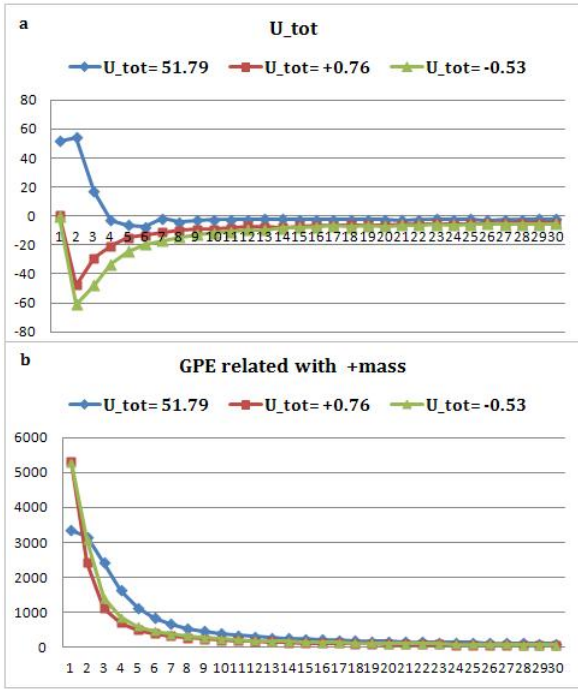 a
U_tot
U_tot= 51.79 U_tot= +0.76 U_tot= -0.53
80
60
40
20
0
-20
-40
-60
-80
1 2 3 4 5 6 7 8 9 10 11 12 13 14 15 16 17 18 19 20 21 22 23 24 25 26 27 28 29 30
b
GPE related with +mass
U_tot= 51.79 U_tot= +0.76 U_tot= -0.53
6000
5000
4000
3000
2000
1000
0
1 2 3 4 5 6 7 8 9 10 11 12 13 14 15 16 17 18 19 20 21 22 23 24 25 26 27 28 29 30